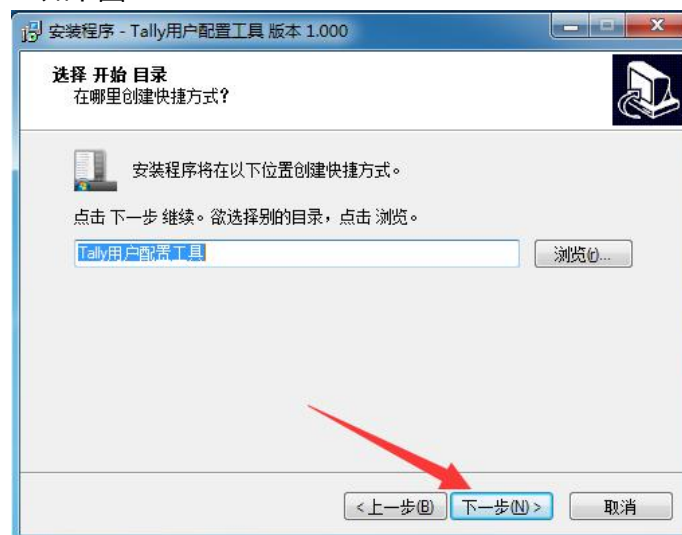 安装程序 - Tally用户配置工具 版本 1.000
选择 开始 目录
在哪里创建快捷方式?
安装程序将在以下位置创建快捷方式。
点击 下一步 继续。欲选择别的目录，点击 浏览。
Tally用户配置工具
浏览(r)...
<上一步(B)
下一步(N) >
取消